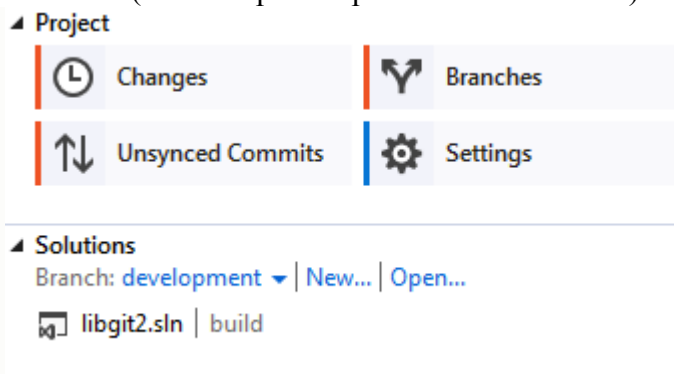 Project
Changes
Branches
Unsynced Commits
Settings
Solutions
Branch: development | New... | Open...
libgit2.sln | build